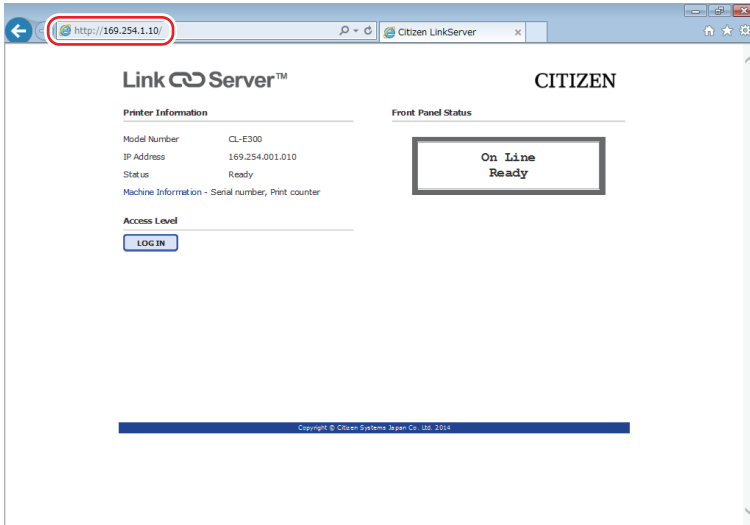 http://169.254.1.10/
Citizen LinkServer
Link Server™
CITIZEN
Printer Information
Front Panel Status
Model Number CL-E300
IP Address 169.254.001.010
Status Ready
Machine Information - Serial number, Print counter
On Line
Ready
Access Level
LOG IN
Copyright © Citizen Systems Japan Co. Ltd. 2014